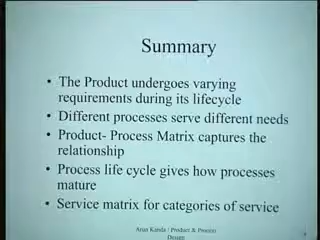 Summary
• The Product undergoes varying
requirements during its lifecycle
• Different processes serve different needs
• Product- Process Matrix captures the
relationship
• Process life cycle gives how processes
mature
• Service matrix for categories of service
Arun Kanda / Product & Process
Design